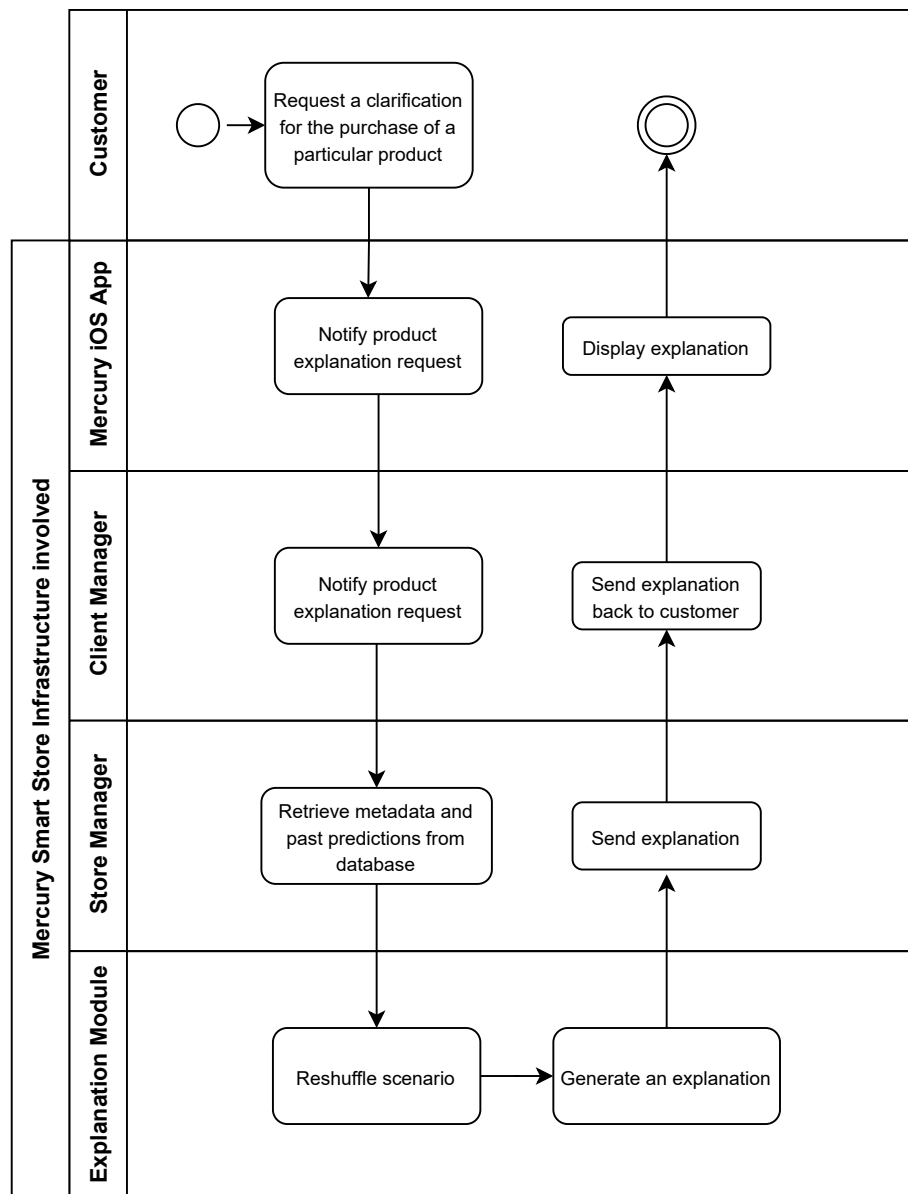 Customer
Request a clarification
for the purchase of a
particular product
Mercury Smart Store Infrastructure involved
Mercury iOS App
Notify product
explanation request
Display explanation
Client Manager
Notify product
explanation request
Send explanation
back to customer
Store Manager
Retrieve metadata and
past predictions from
database
Send explanation
Explanation Module
Reshuffle scenario
Generate an explanation